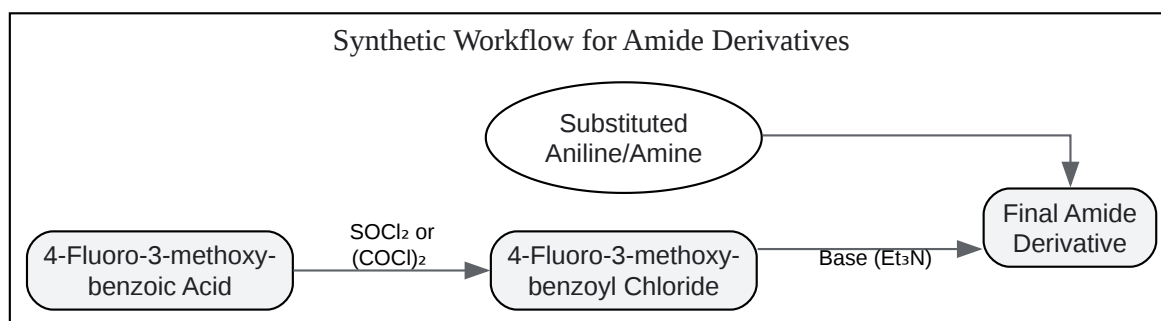 Synthetic Workflow for Amide Derivatives
Substituted
Aniline/Amine
Final Amide
Derivative
4-Fluoro-3-methoxy-
benzoic Acid
SOCl₂ or
(COCl)₂
4-Fluoro-3-methoxy-
benzoyl Chloride
Base (Et₃N)